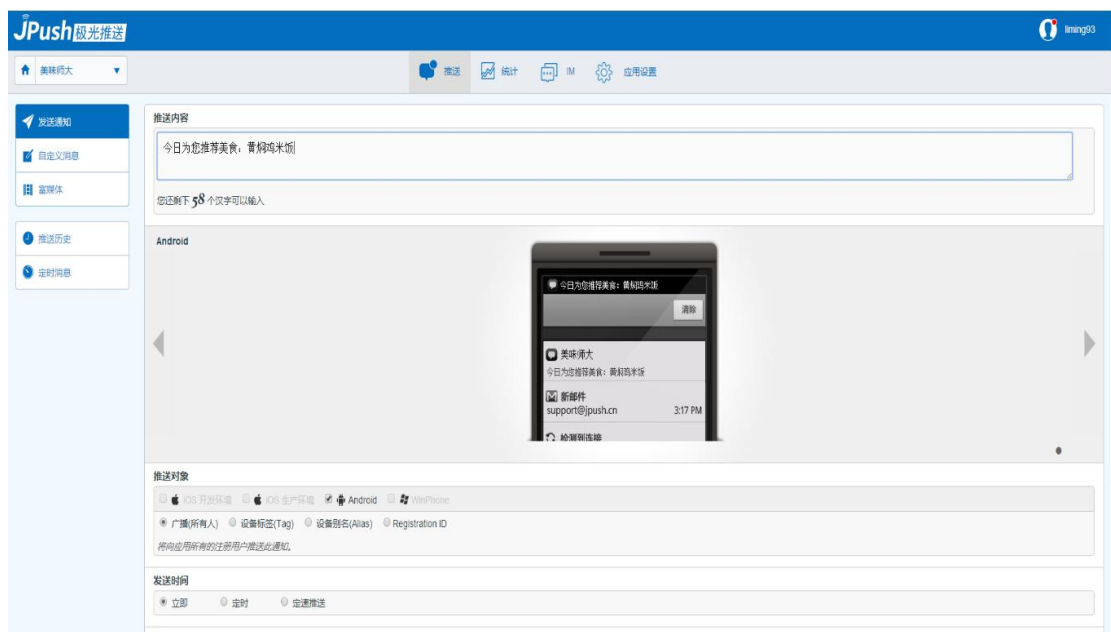 JPush极光推送
liming93
美味师大
推送
统计
IM
应用设置
发送通知
自定义消息
富媒体
推送历史
定时消息
推送内容
今日为您推荐美食：黄焖鸡米饭
您还剩下 58 个汉字可以输入
Android
今日为您推荐美食：黄焖鸡米饭
清除
美味师大
今日为您推荐美食：黄焖鸡米饭
新邮件
support@jpush.cn 3:17 PM
检测到连接
推送对象
iOS 开发环境 iOS 生产环境 Android WinPhone
广播(所有人) 设备标签(Tag) 设备别名(Alias) Registration ID
将向应用所有的注册用户推送此通知。
发送时间
立即 定时 定速推送